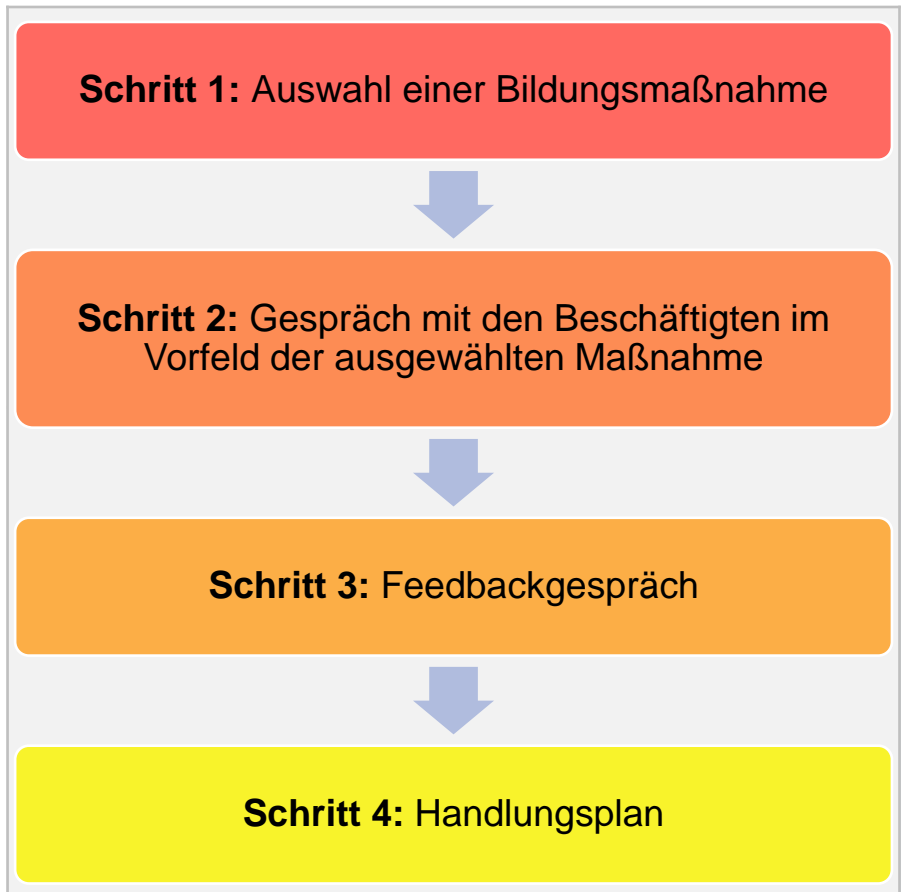 Schritt 1: Auswahl einer Bildungsmaßnahme
Schritt 2: Gespräch mit den Beschäftigten im
Vorfeld der ausgewählten Maßnahme
Schritt 3: Feedbackgespräch
Schritt 4: Handlungsplan